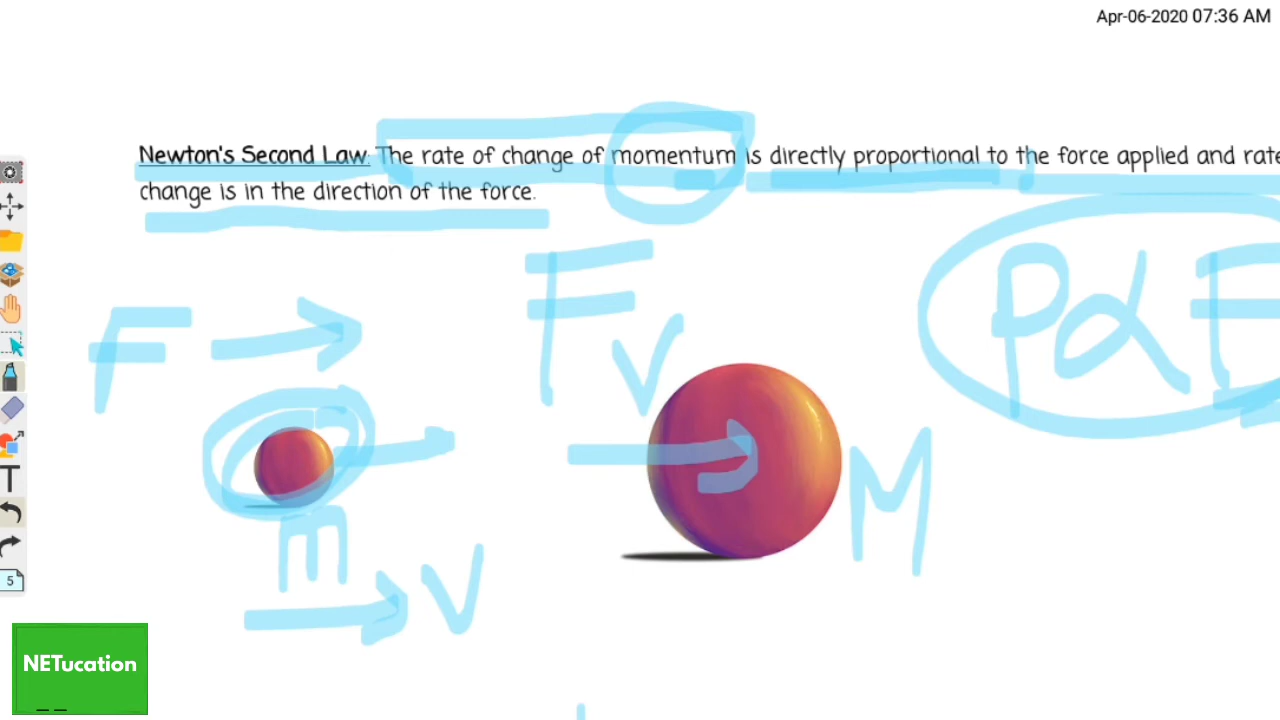 Apr-06-2020 07:36 AM
Newton's Second Law: The rate of change of momentum is directly proportional to the force applied and rate
change is in the direction of the force.
F
F
V
P α F
m
M
V
5
NETucation